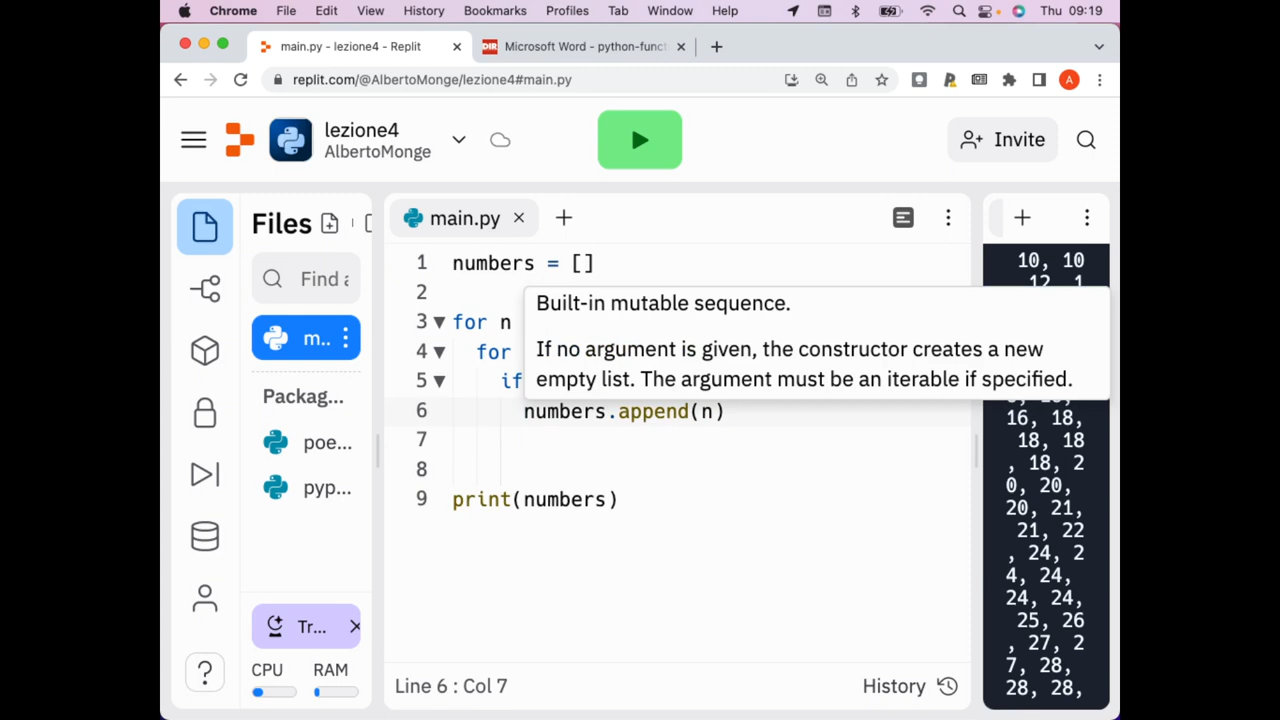 Chrome File Edit View History Bookmarks Profiles Tab Window Help Thu 09:19
main.py - lezione4 - Replit
DIR Microsoft Word - python-funct
replit.com/@AlbertoMonge/lezione4#main.py
A
lezione4
AlbertoMonge
Invite
Files
main.py
Find a
m..
Packag...
poe...
pyp...
Tr...
CPU RAM
1 numbers = []
2
Built-in mutable sequence.
3 for n
If no argument is given, the constructor creates a new
4 for
empty list. The argument must be an iterable if specified.
5 if
6 numbers.append(n)
7
8
9 print(numbers)
Line 6 : Col 7
History
10, 10
16, 18,
18, 18
, 18, 2
0, 20,
20, 21,
21, 22
, 24, 2
4, 24,
24, 24,
25, 26
, 27, 2
7, 28,
28, 28,
?